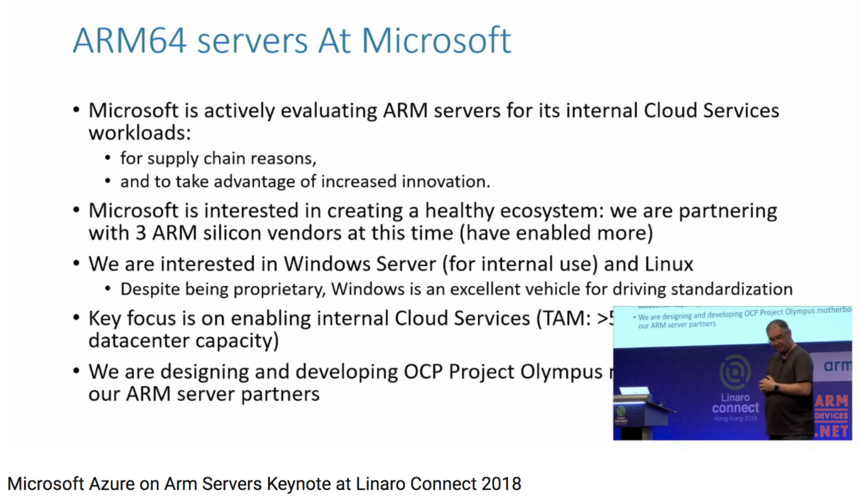 ARM64 servers At Microsoft
• Microsoft is actively evaluating ARM servers for its internal Cloud Services
workloads:
• for supply chain reasons,
• and to take advantage of increased innovation.
• Microsoft is interested in creating a healthy ecosystem: we are partnering
with 3 ARM silicon vendors at this time (have enabled more)
• We are interested in Windows Server (for internal use) and Linux
• Despite being proprietary, Windows is an excellent vehicle for driving standardization
• Key focus is on enabling internal Cloud Services (TAM: >5
datacenter capacity)
• We are designing and developing OCP Project Olympus
our ARM server partners
• We are designing and developing OCP Project Olympus motherbo
our ARM server partners
Linaro
connect
Hong Kong 2018
arm
ARM
DEVICES
.NET
Microsoft Azure on Arm Servers Keynote at Linaro Connect 2018